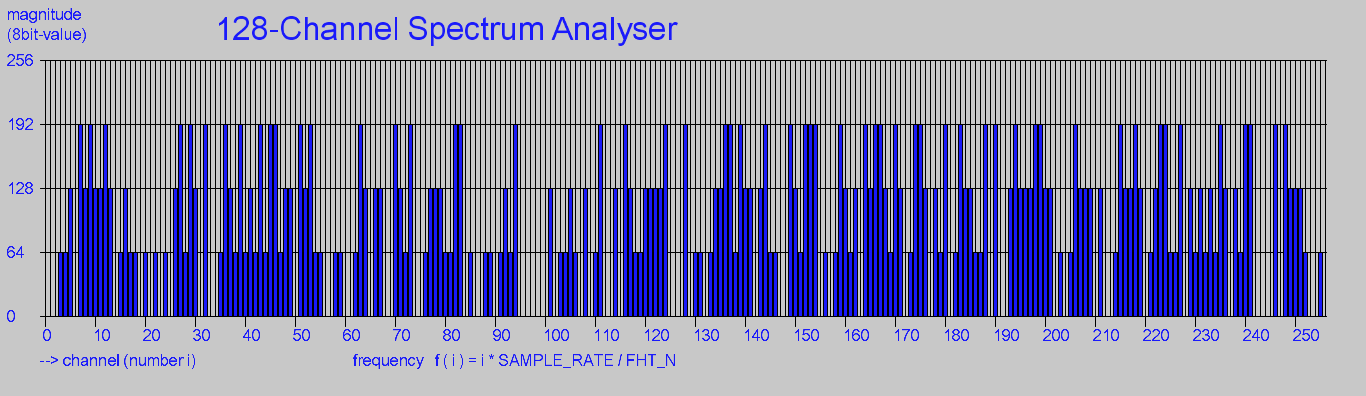 magnitude
(8bit-value)
128-Channel Spectrum Analyser
256
192
128
64
0
0 10 20 30 40 50 60 70 80 90 100 110 120 130 140 150 160 170 180 190 200 210 220 230 240 250
--> channel (number i) frequency f ( i ) = i * SAMPLE_RATE / FHT_N